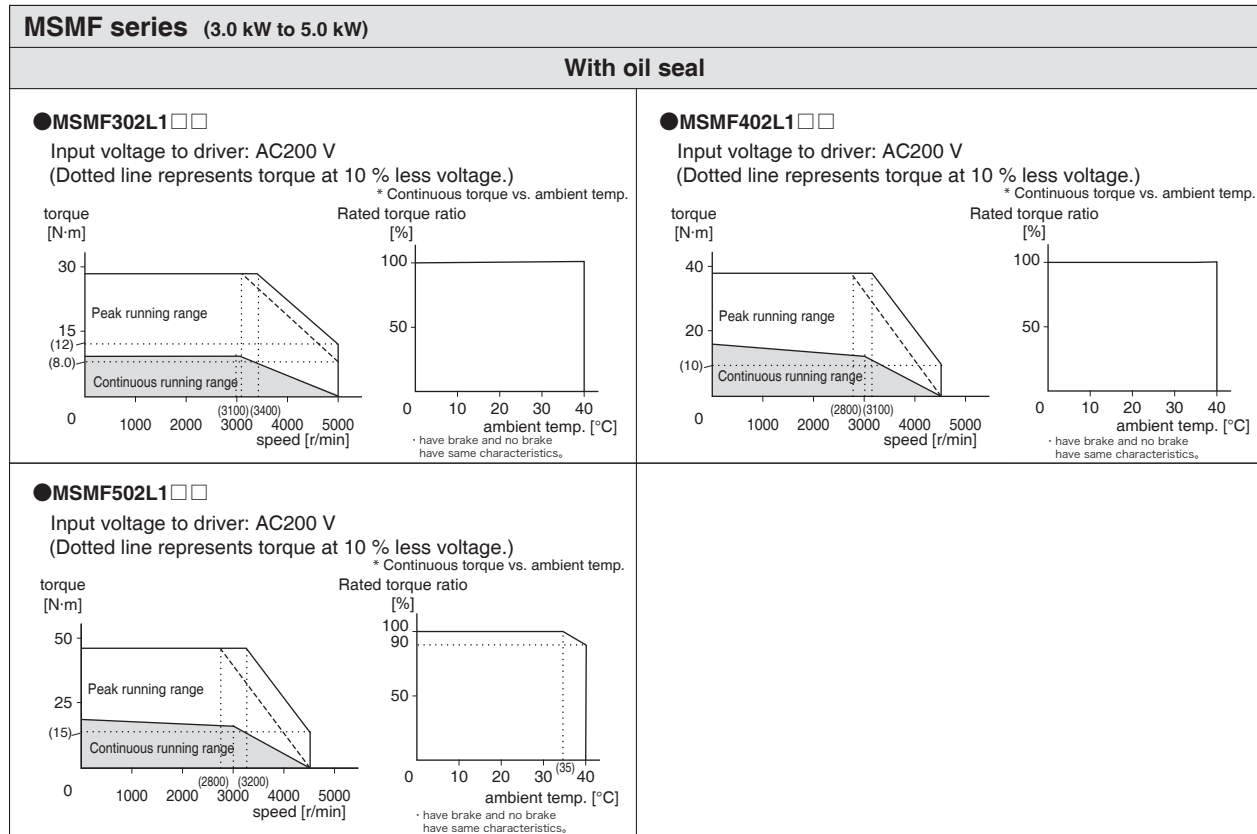 MSMF series (3.0 kW to 5.0 kW)
With oil seal
●MSMF302L1□□
Input voltage to driver: AC200 V
(Dotted line represents torque at 10 % less voltage.)
* Continuous torque vs. ambient temp.
torque
[N·m]
30
15
(12)
(8.0)
0
Peak running range
Continuous running range
(3100) (3400)
1000 2000 3000 4000 5000
speed [r/min]
Rated torque ratio
[%]
100
50
0 10 20 30 40
ambient temp. [°C]
· have brake and no brake
have same characteristics。
●MSMF402L1□□
Input voltage to driver: AC200 V
(Dotted line represents torque at 10 % less voltage.)
* Continuous torque vs. ambient temp.
torque
[N·m]
40
20
(10)
0
Peak running range
Continuous running range
(2800) (3100)
1000 2000 3000 4000 5000
speed [r/min]
Rated torque ratio
[%]
100
50
0 10 20 30 40
ambient temp. [°C]
· have brake and no brake
have same characteristics。
●MSMF502L1□□
Input voltage to driver: AC200 V
(Dotted line represents torque at 10 % less voltage.)
* Continuous torque vs. ambient temp.
torque
[N·m]
50
25
(15)
0
Peak running range
Continuous running range
(2800) (3200)
1000 2000 3000 4000 5000
speed [r/min]
Rated torque ratio
[%]
100
90
50
(35)
0 10 20 30 40
ambient temp. [°C]
· have brake and no brake
have same characteristics。